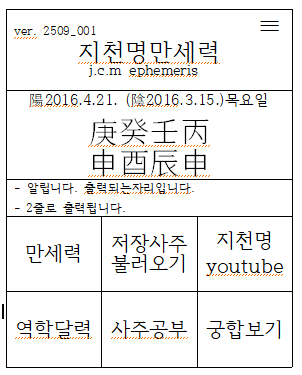 ver. 2509_001
지천명만세력
j.c.m ephemeris
陽2016.4.21. (陰2016.3.15.)목요일
庚癸壬丙
申酉辰申
- 알립니다. 출력되는자리입니다.
- 2줄로 출력됩니다.
만세력
저장사주
불러오기
지천명
youtube
역학달력
사주공부
궁합보기